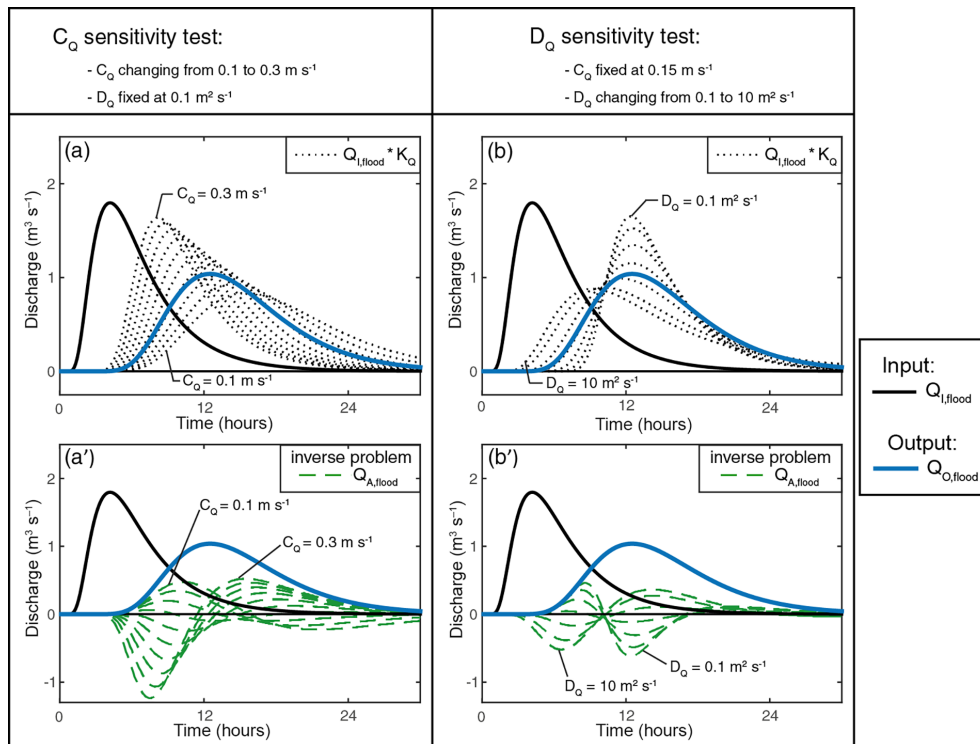 C_Q sensitivity test:
- C_Q changing from 0.1 to 0.3 m s⁻¹
- D_Q fixed at 0.1 m² s⁻¹
D_Q sensitivity test:
- C_Q fixed at 0.15 m s⁻¹
- D_Q changing from 0.1 to 10 m² s⁻¹
(a)
Q_I,flood * K_Q
C_Q = 0.3 m s⁻¹
C_Q = 0.1 m s⁻¹
Discharge (m³ s⁻¹)
2
1
0
0 12 24
Time (hours)
(b)
Q_I,flood * K_Q
D_Q = 0.1 m² s⁻¹
D_Q = 10 m² s⁻¹
Discharge (m³ s⁻¹)
2
1
0
0 12 24
Time (hours)
(a')
inverse problem
Q_A,flood
C_Q = 0.1 m s⁻¹
C_Q = 0.3 m s⁻¹
Discharge (m³ s⁻¹)
2
1
0
-1
0 12 24
Time (hours)
(b')
inverse problem
Q_A,flood
D_Q = 0.1 m² s⁻¹
D_Q = 10 m² s⁻¹
Discharge (m³ s⁻¹)
2
1
0
-1
0 12 24
Time (hours)
Input:
Q_I,flood
Output:
Q_O,flood